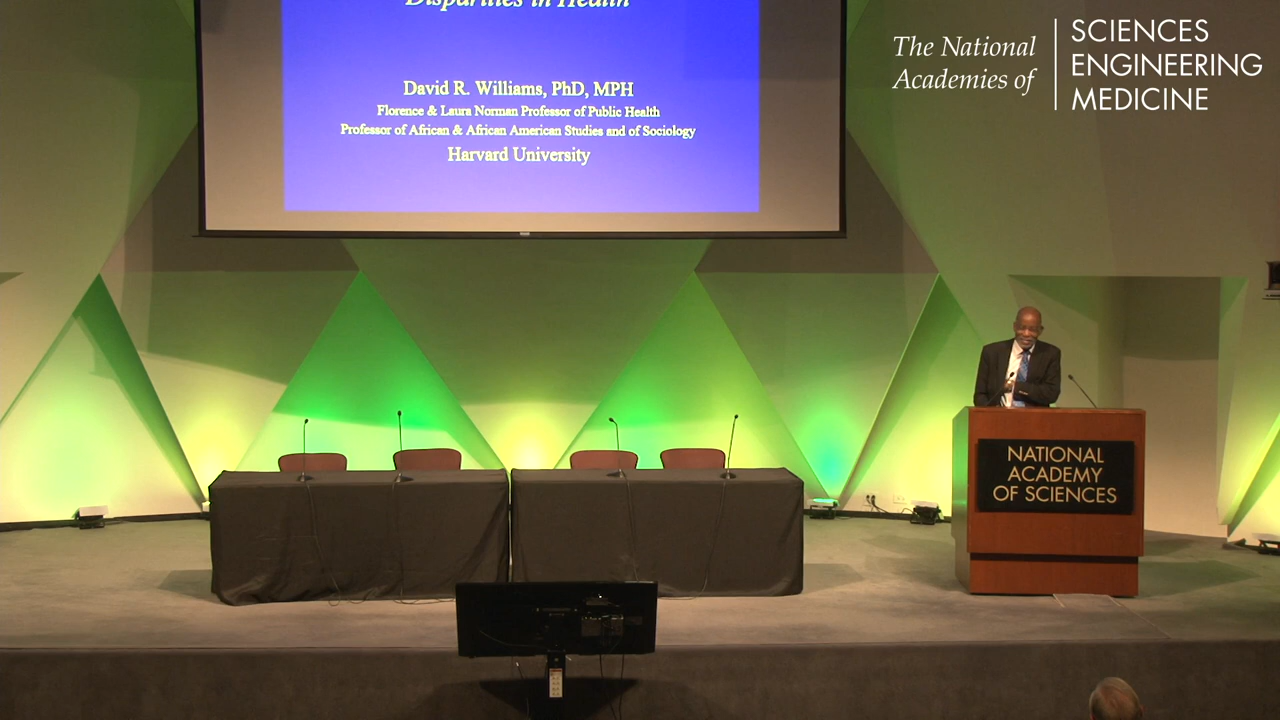 Disparities in Health
David R. Williams, PhD, MPH
Florence & Laura Norman Professor of Public Health
Professor of African & African American Studies and of Sociology
Harvard University
The National
Academies of
SCIENCES
ENGINEERING
MEDICINE
NATIONAL
ACADEMY
OF SCIENCES